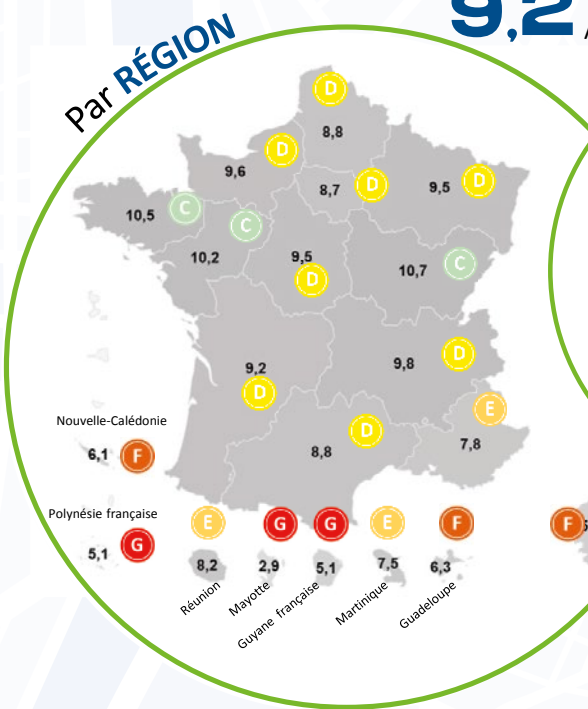 9,2
Par RÉGION
D
8,8
D
9,6
8,7
D
9,5
D
10,5
C
C
10,2
9,5
D
10,7
C
9,2
D
9,8
D
E
7,8
D
8,8
Nouvelle-Calédonie
6,1
F
Polynésie française
5,1
G
E
G
G
E
F
F
8,2
2,9
5,1
7,5
6,3
Réunion
Mayotte
Guyane française
Martinique
Guadeloupe